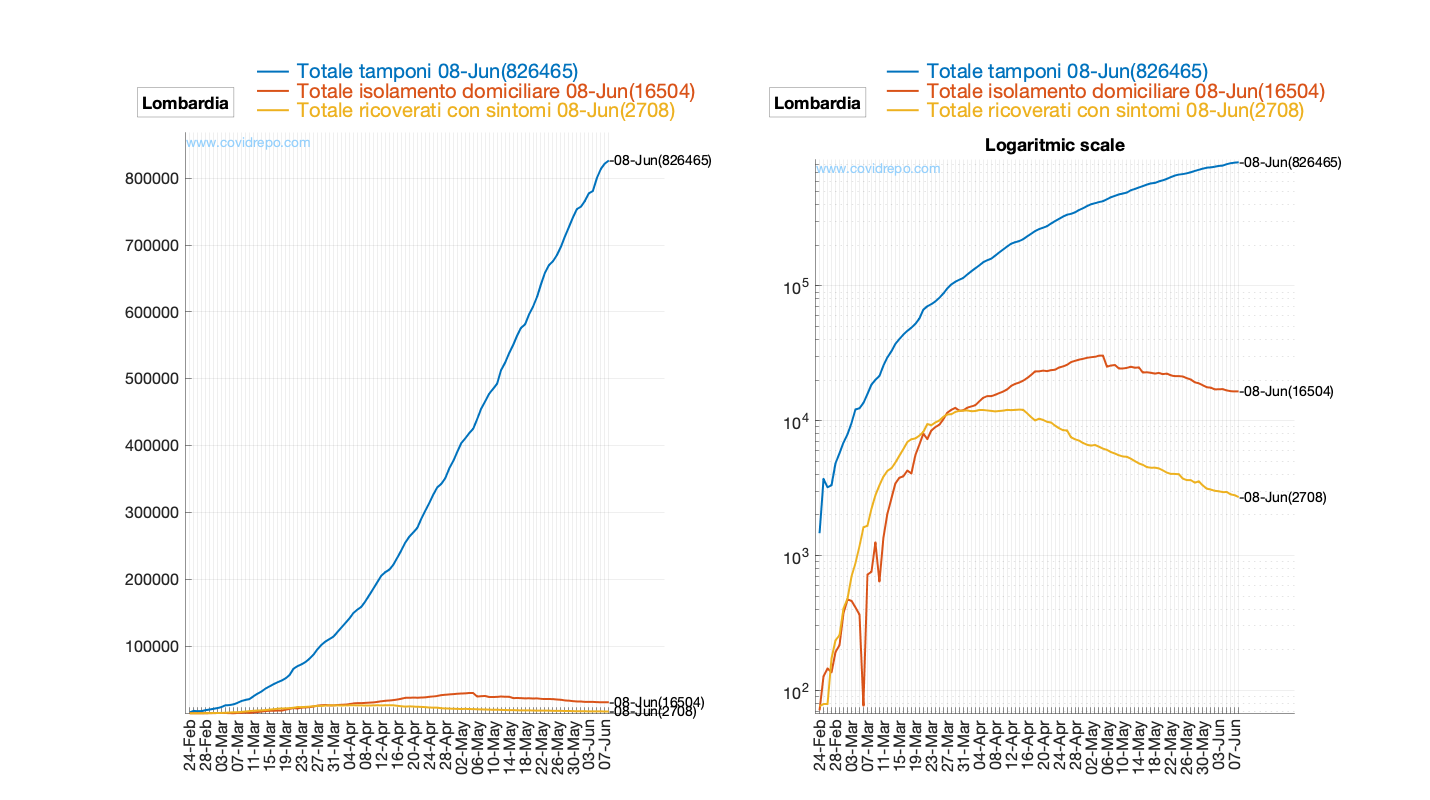 Totale tamponi 08-Jun(826465)
Totale isolamento domiciliare 08-Jun(16504)
Totale ricoverati con sintomi 08-Jun(2708)
Lombardia
www.covidrepo.com
800000
700000
600000
500000
400000
300000
200000
100000
08-Jun(826465)
08-Jun(16504)
08-Jun(2708)
24-Feb
28-Feb
03-Mar
07-Mar
11-Mar
15-Mar
19-Mar
23-Mar
27-Mar
31-Mar
04-Apr
08-Apr
12-Apr
16-Apr
20-Apr
24-Apr
28-Apr
02-May
06-May
10-May
14-May
18-May
22-May
26-May
30-May
03-Jun
07-Jun
Totale tamponi 08-Jun(826465)
Totale isolamento domiciliare 08-Jun(16504)
Totale ricoverati con sintomi 08-Jun(2708)
Lombardia
Logaritmic scale
www.covidrepo.com
10^5
10^4
10^3
10^2
08-Jun(826465)
08-Jun(16504)
08-Jun(2708)
24-Feb
28-Feb
03-Mar
07-Mar
11-Mar
15-Mar
19-Mar
23-Mar
27-Mar
31-Mar
04-Apr
08-Apr
12-Apr
16-Apr
20-Apr
24-Apr
28-Apr
02-May
06-May
10-May
14-May
18-May
22-May
26-May
30-May
03-Jun
07-Jun